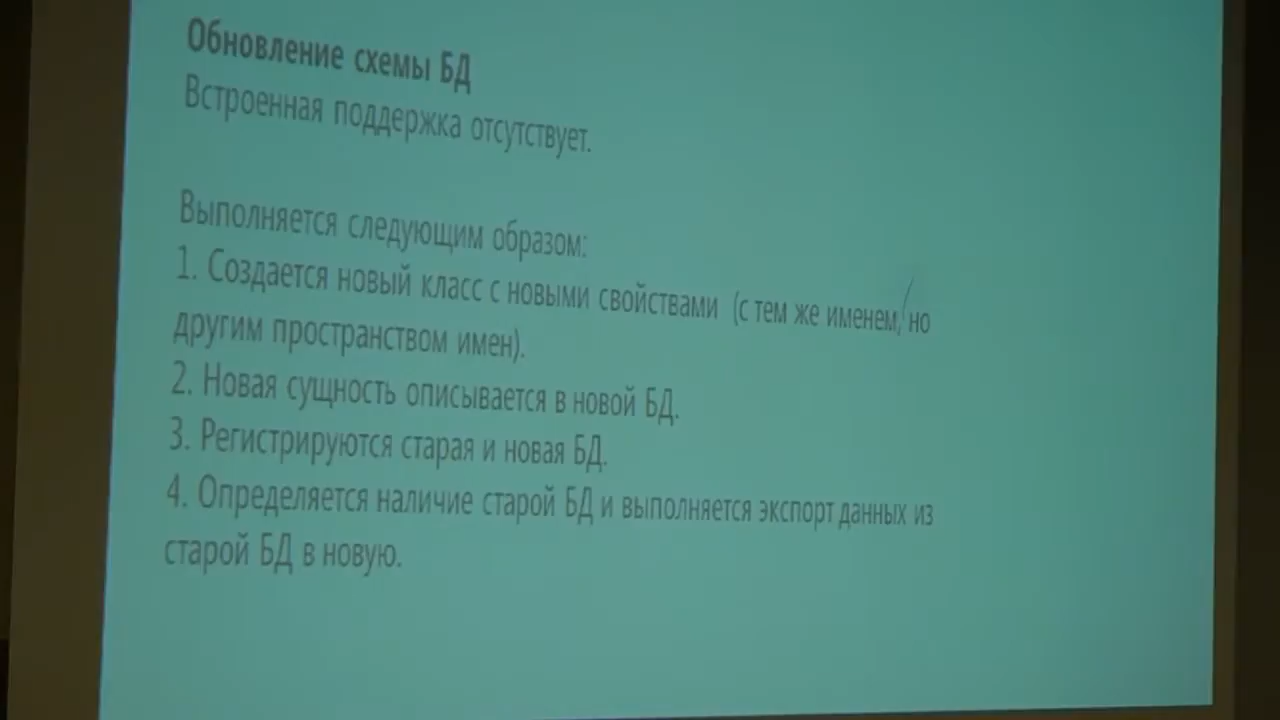 Обновление схемы БД
Встроенная поддержка отсутствует.
Выполняется следующим образом:
1. Создается новый класс с новыми свойствами (с тем же именем, но
другим пространством имен).
2. Новая сущность описывается в новой БД.
3. Регистрируются старая и новая БД.
4. Определяется наличие старой БД и выполняется экспорт данных из
старой БД в новую.